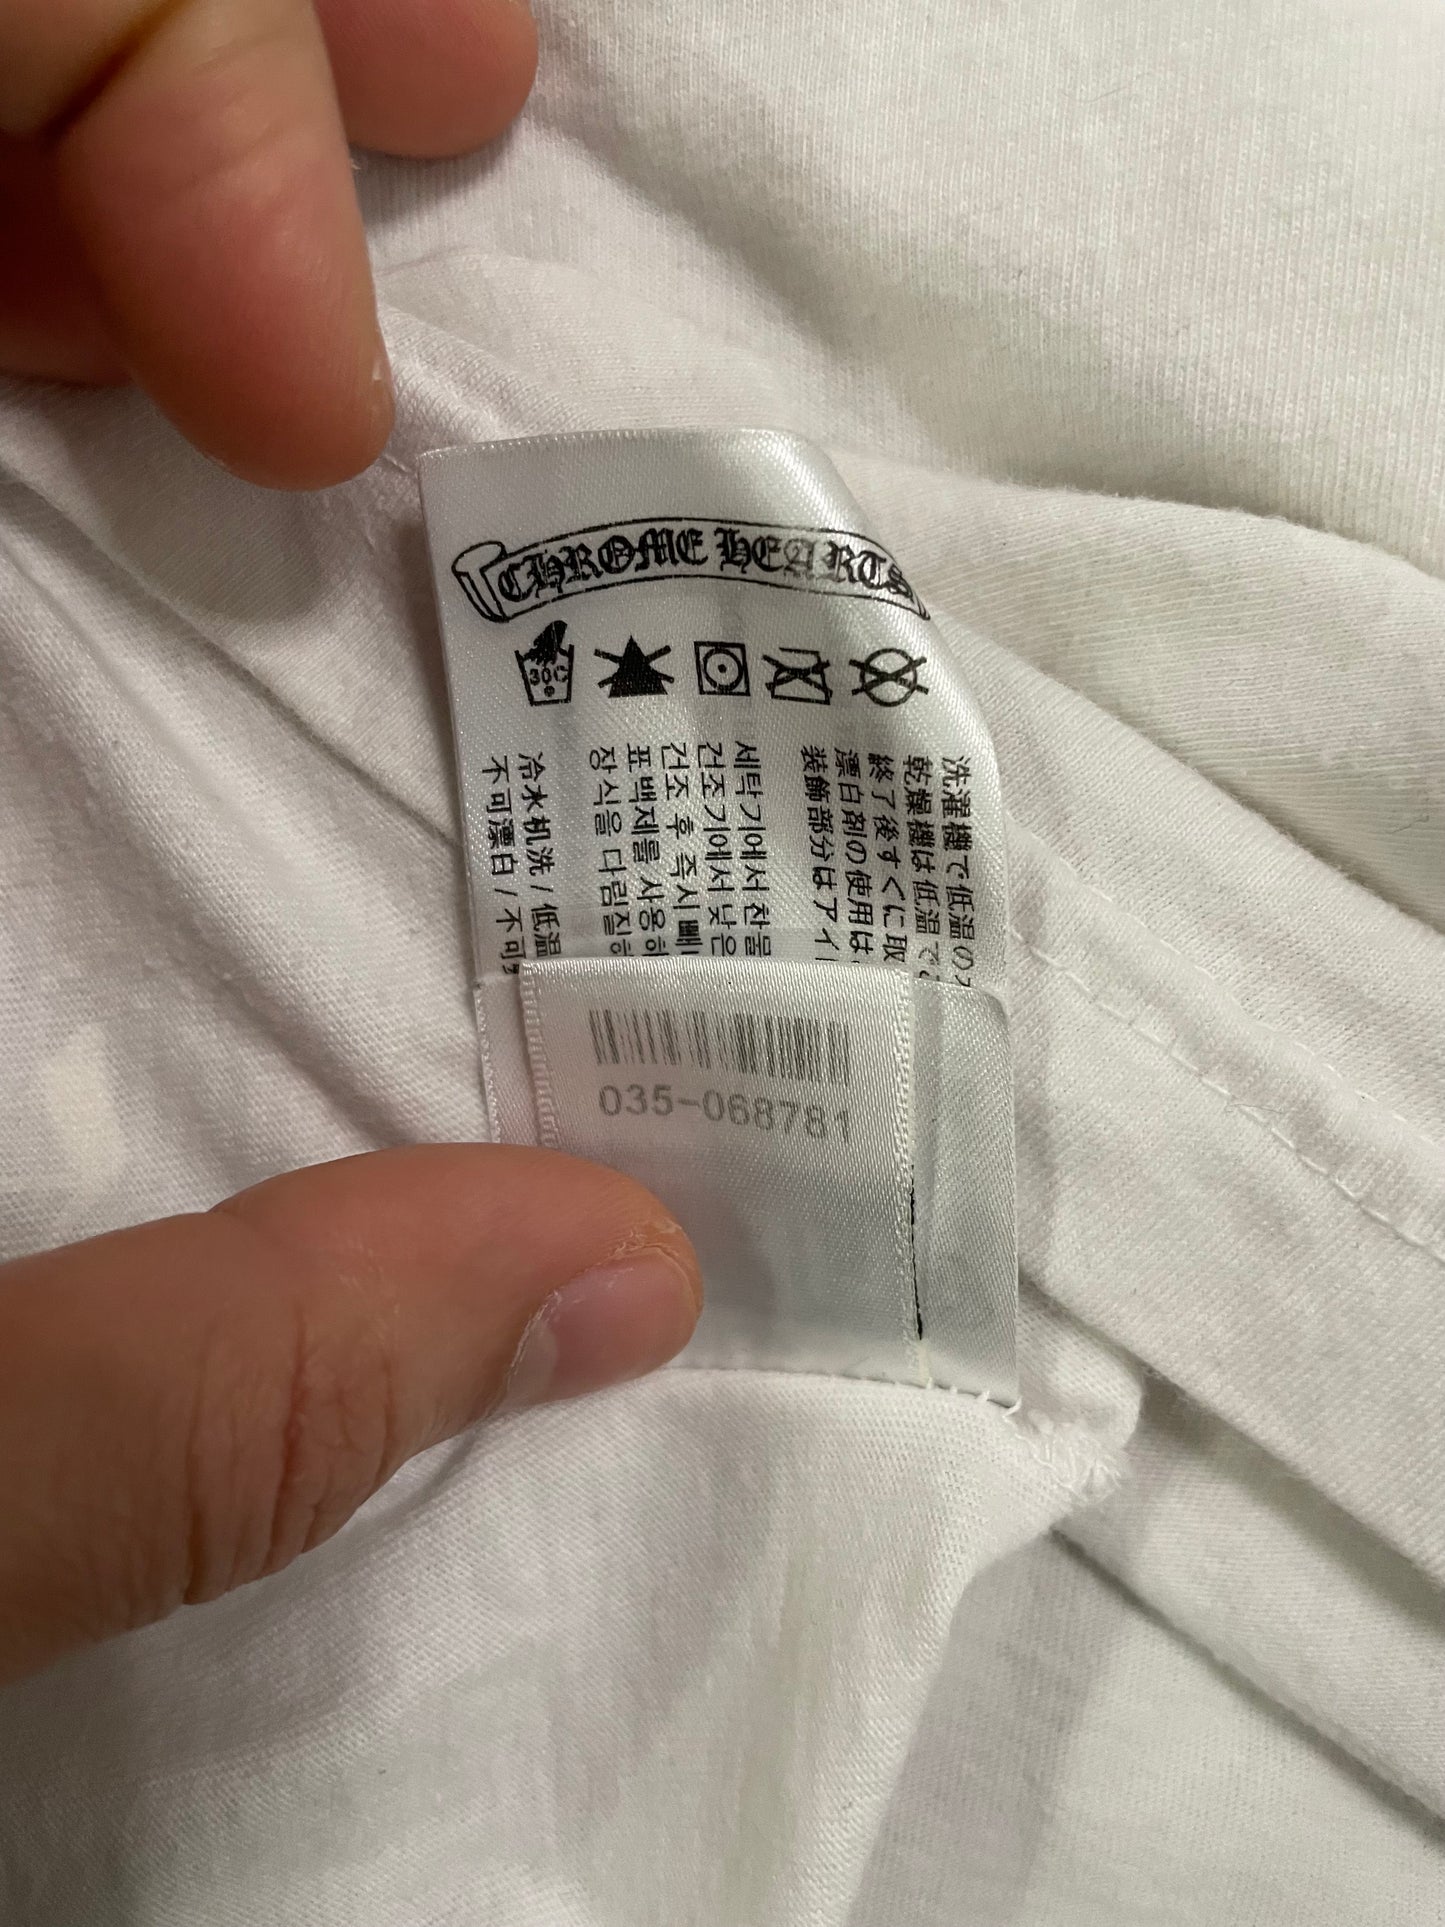 CHROME HEARTS
30C
洗濯機で低温の
乾燥機は低温で
終了後すぐに取
漂白剤の使用は
装飾部分はアイ
세탁기에서 찬물
건조기에서 낮은
건조 후 즉시 빼
표백제를 사용하
장식을 다림질하
冷水机洗 / 低温
不可漂白 / 不可
035-068781